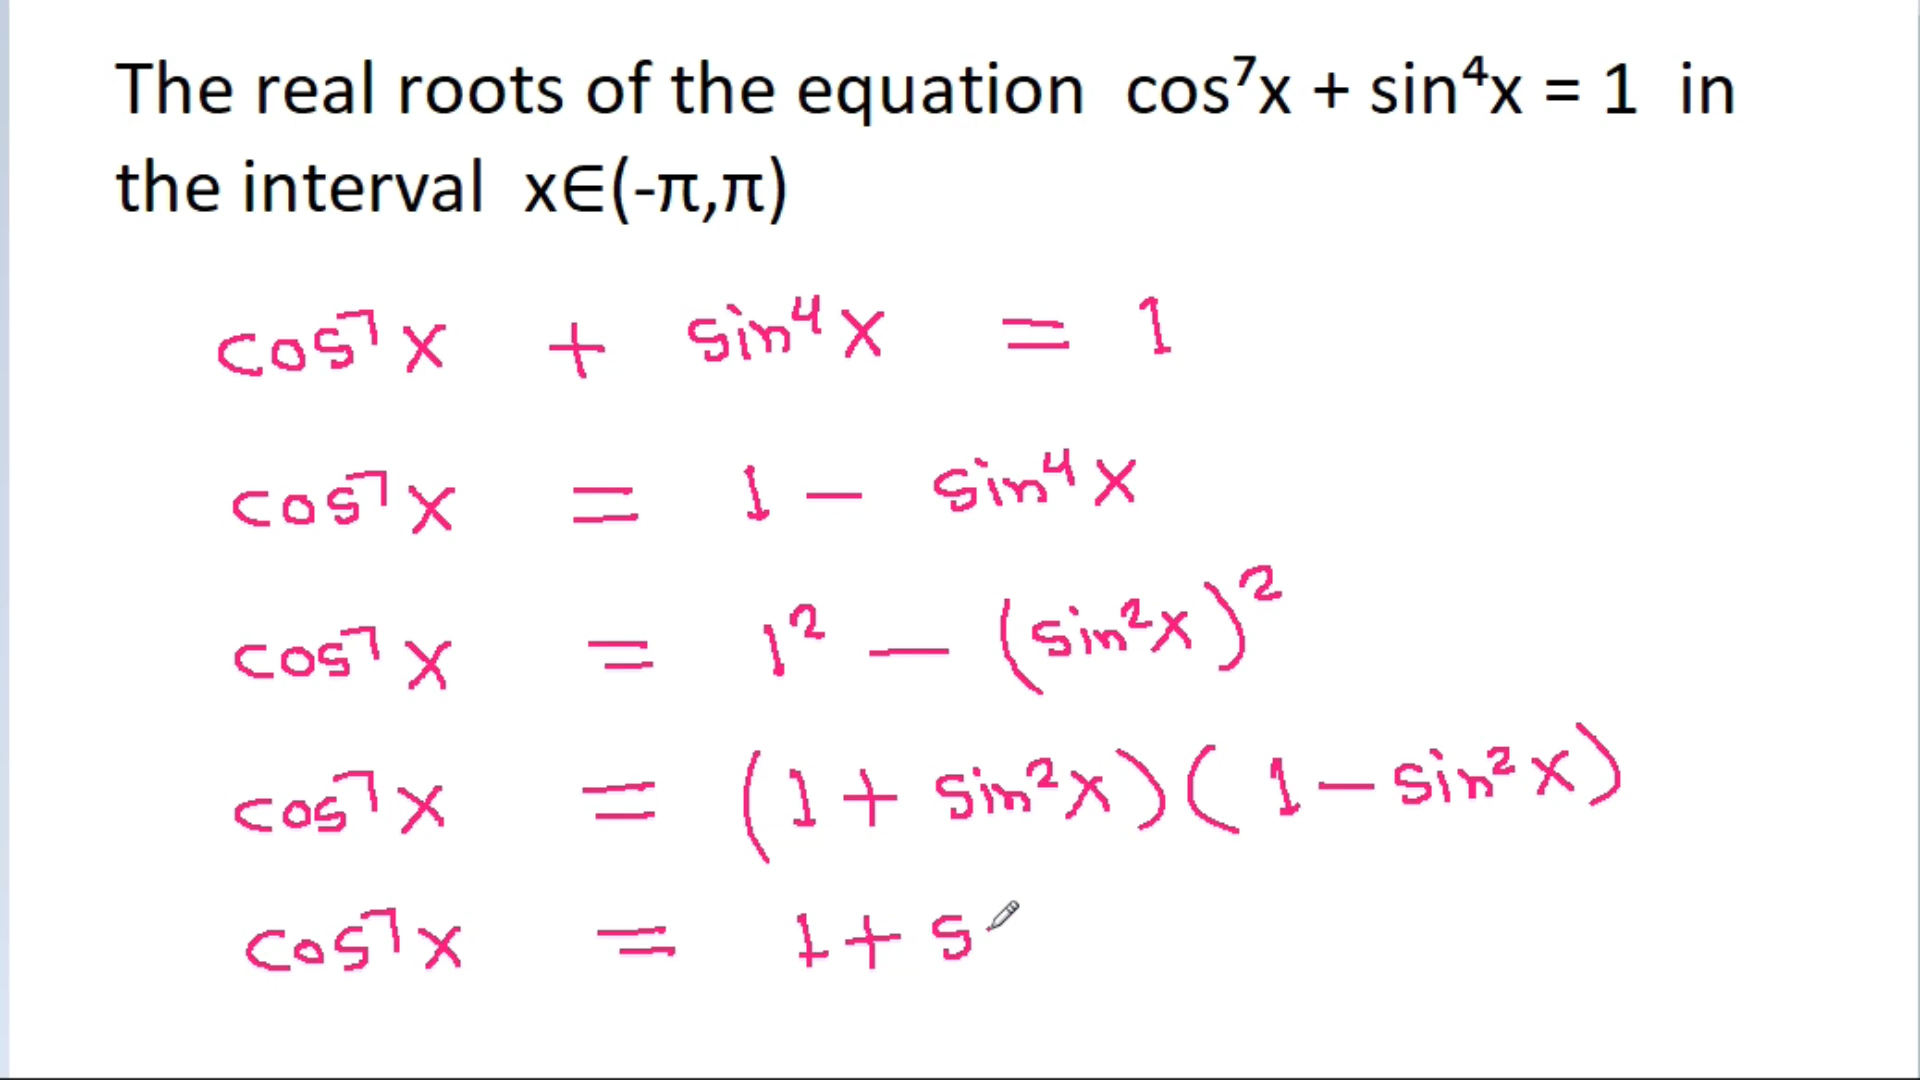 The real roots of the equation cos⁷x + sin⁴x = 1 in
the interval x∈(-π,π)
cos⁷x + sin⁴x = 1
cos⁷x = 1 - sin⁴x
cos⁷x = 1² - (sin²x)²
cos⁷x = (1 + sin²x)(1 - sin²x)
cos⁷x = 1 + s